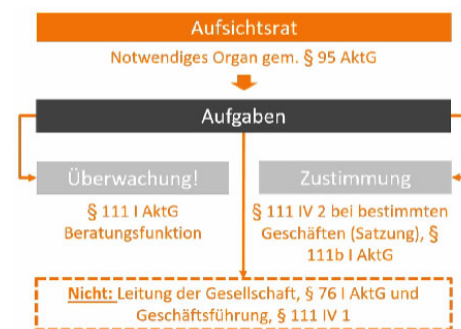 Aufsichtsrat
Notwendiges Organ gem. § 95 AktG
Aufgaben
Überwachung!
§ 111 I AktG
Beratungsfunktion
Zustimmung
§ 111 IV 2 bei bestimmten
Geschäften (Satzung), §
111b I AktG
Nicht: Leitung der Gesellschaft, § 76 I AktG und
Geschäftsführung, § 111 IV 1